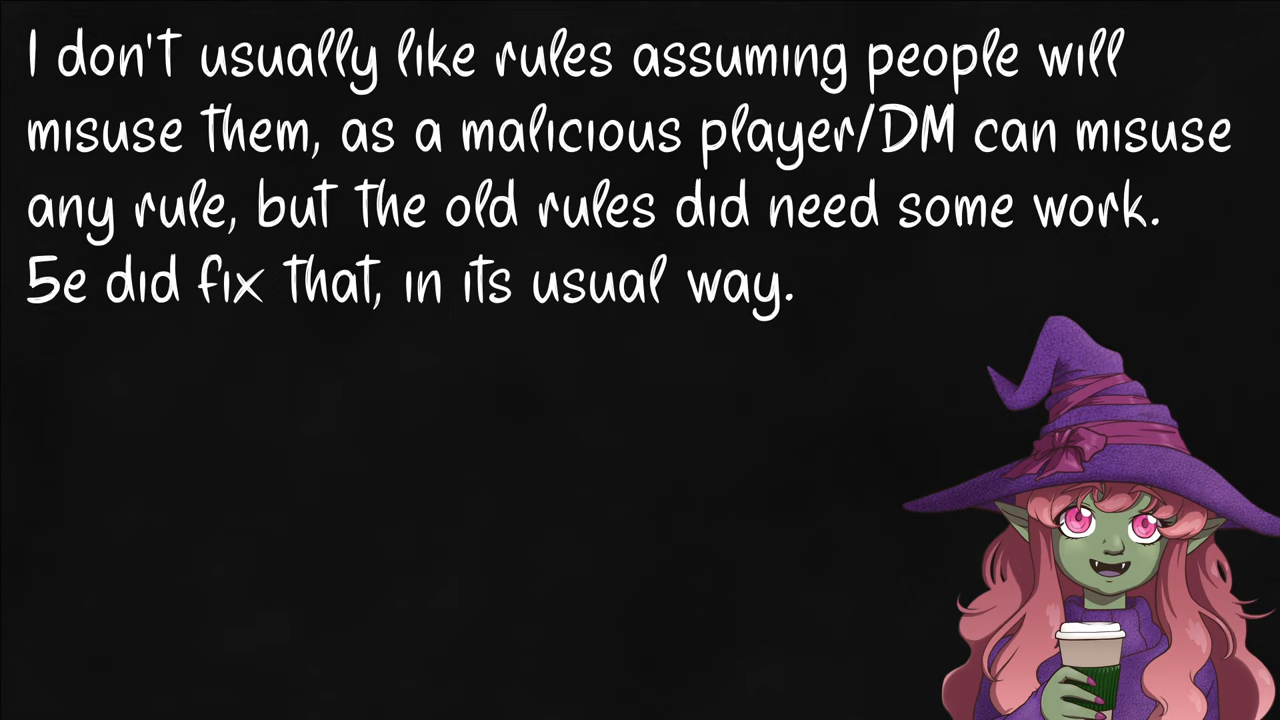 I don't usually like rules assuming people will
misuse them, as a malicious player/DM can misuse
any rule, but the old rules did need some work.
5e did fix that, in its usual way.